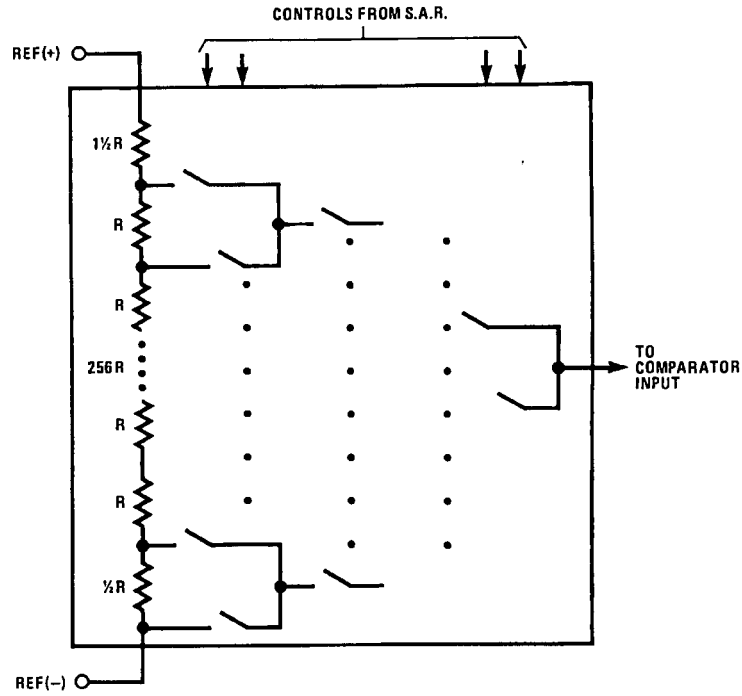 CONTROLS FROM S.A.R.
REF(+)
1½R
R
R
256R
R
R
½R
REF(−)
TO
COMPARATOR
INPUT